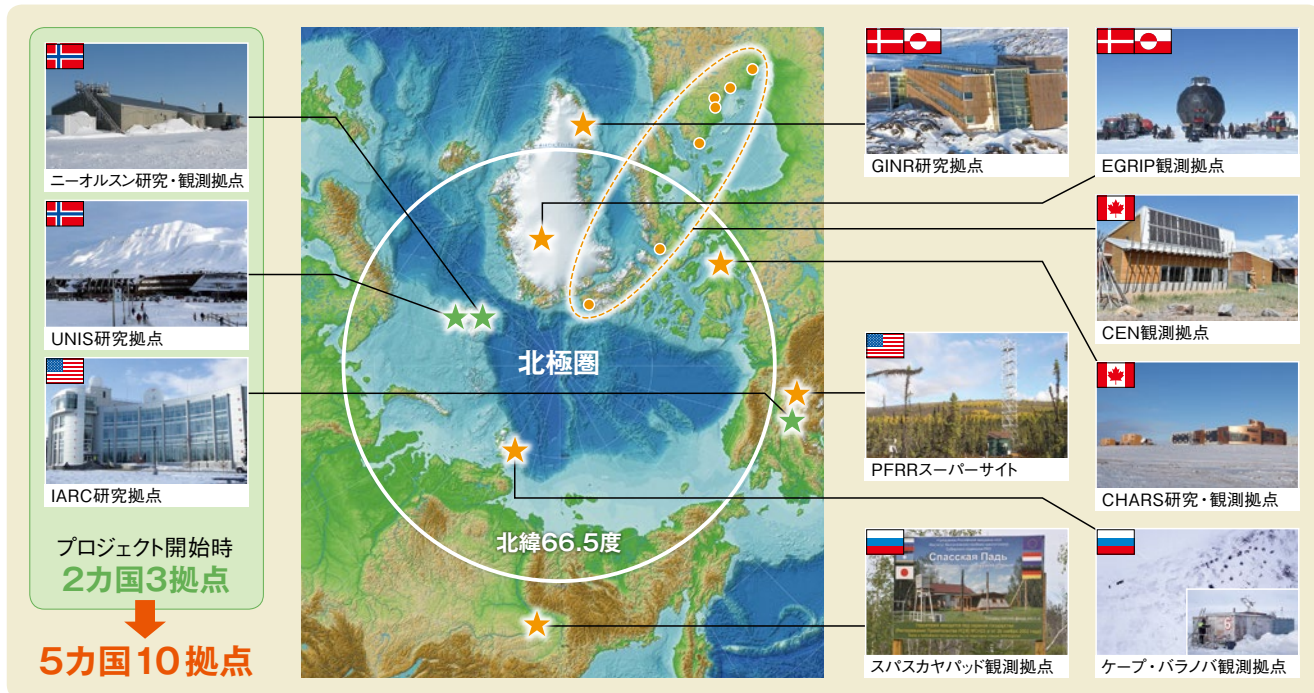 ニーオルスン研究・観測拠点
UNIS研究拠点
IARC研究拠点
プロジェクト開始時
2カ国3拠点
5カ国10拠点
北極圏
北緯66.5度
GINR研究拠点
EGRIP観測拠点
CEN観測拠点
PFRRスーパーサイト
CHARS研究・観測拠点
Спасская Падь
スパスカヤパッド観測拠点
ケープ・バラノバ観測拠点